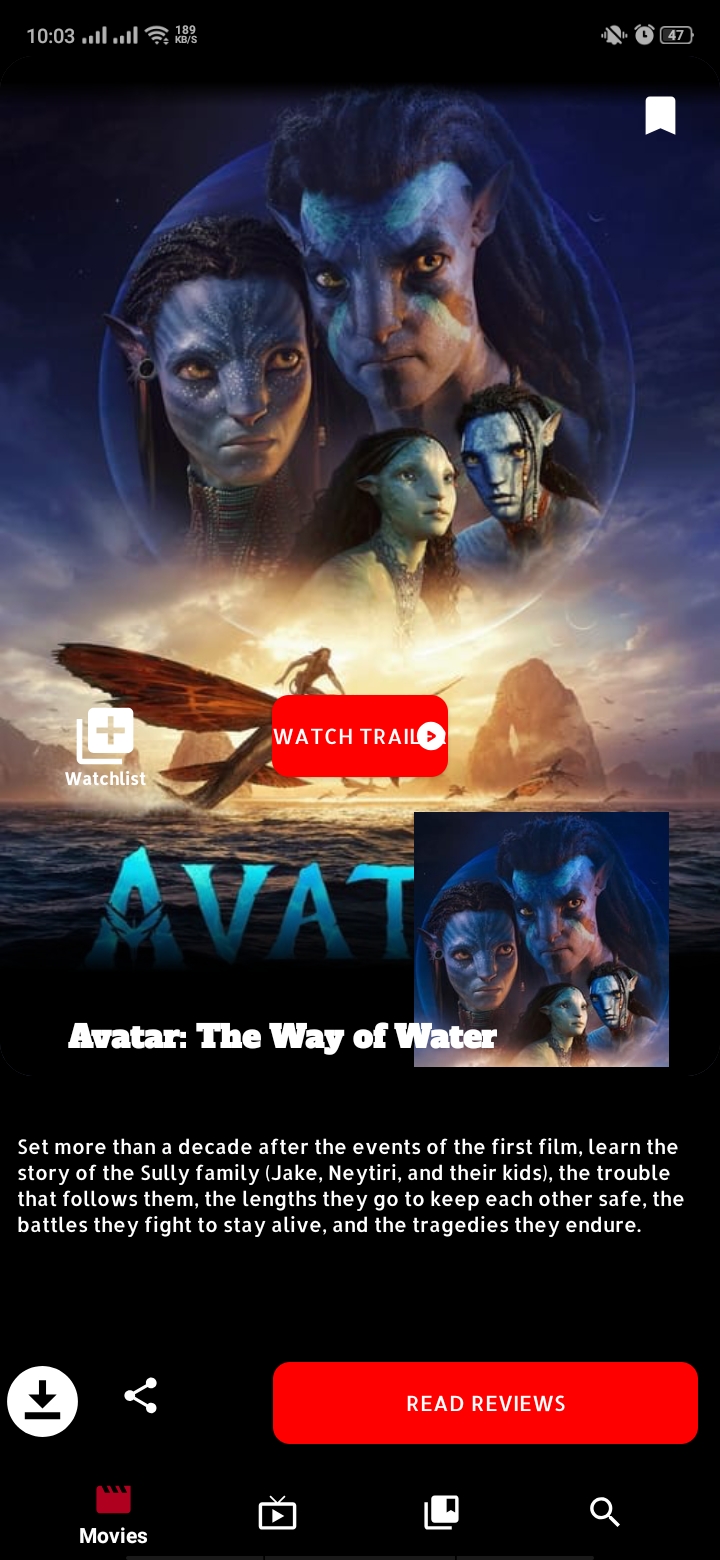 10:03
189
KB/S
47
WATCH TRAIL
Watchlist
AVAT
Avatar: The Way of Water
Set more than a decade after the events of the first film, learn the
story of the Sully family (Jake, Neytiri, and their kids), the trouble
that follows them, the lengths they go to keep each other safe, the
battles they fight to stay alive, and the tragedies they endure.
READ REVIEWS
Movies